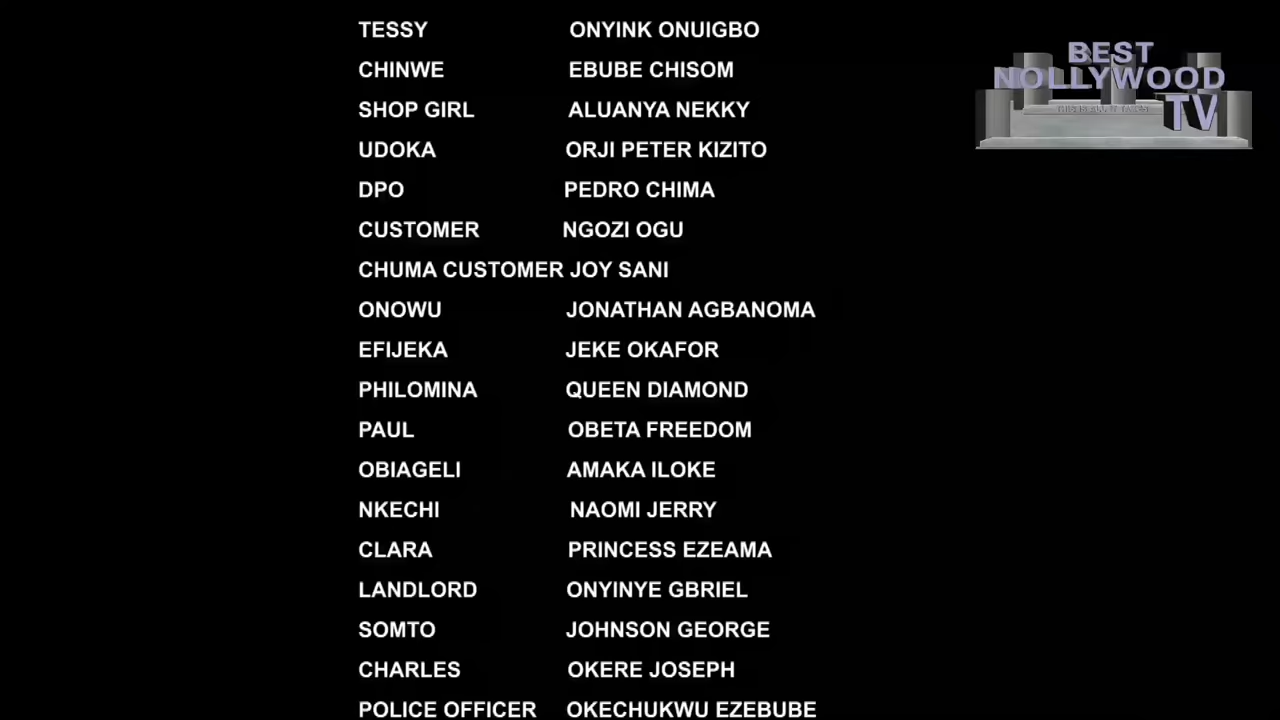 TESSY ONYINK ONUIGBO
CHINWE EBUBE CHISOM
SHOP GIRL ALUANYA NEKKY
UDOKA ORJI PETER KIZITO
DPO PEDRO CHIMA
CUSTOMER NGOZI OGU
CHUMA CUSTOMER JOY SANI
ONOWU JONATHAN AGBANOMA
EFIJEKA JEKE OKAFOR
PHILOMINA QUEEN DIAMOND
PAUL OBETA FREEDOM
OBIAGELI AMAKA ILOKE
NKECHI NAOMI JERRY
CLARA PRINCESS EZEAMA
LANDLORD ONYINYE GBRIEL
SOMTO JOHNSON GEORGE
CHARLES OKERE JOSEPH
POLICE OFFICER OKECHUKWU EZEBUBE
BEST
NOLLYWOOD
TV